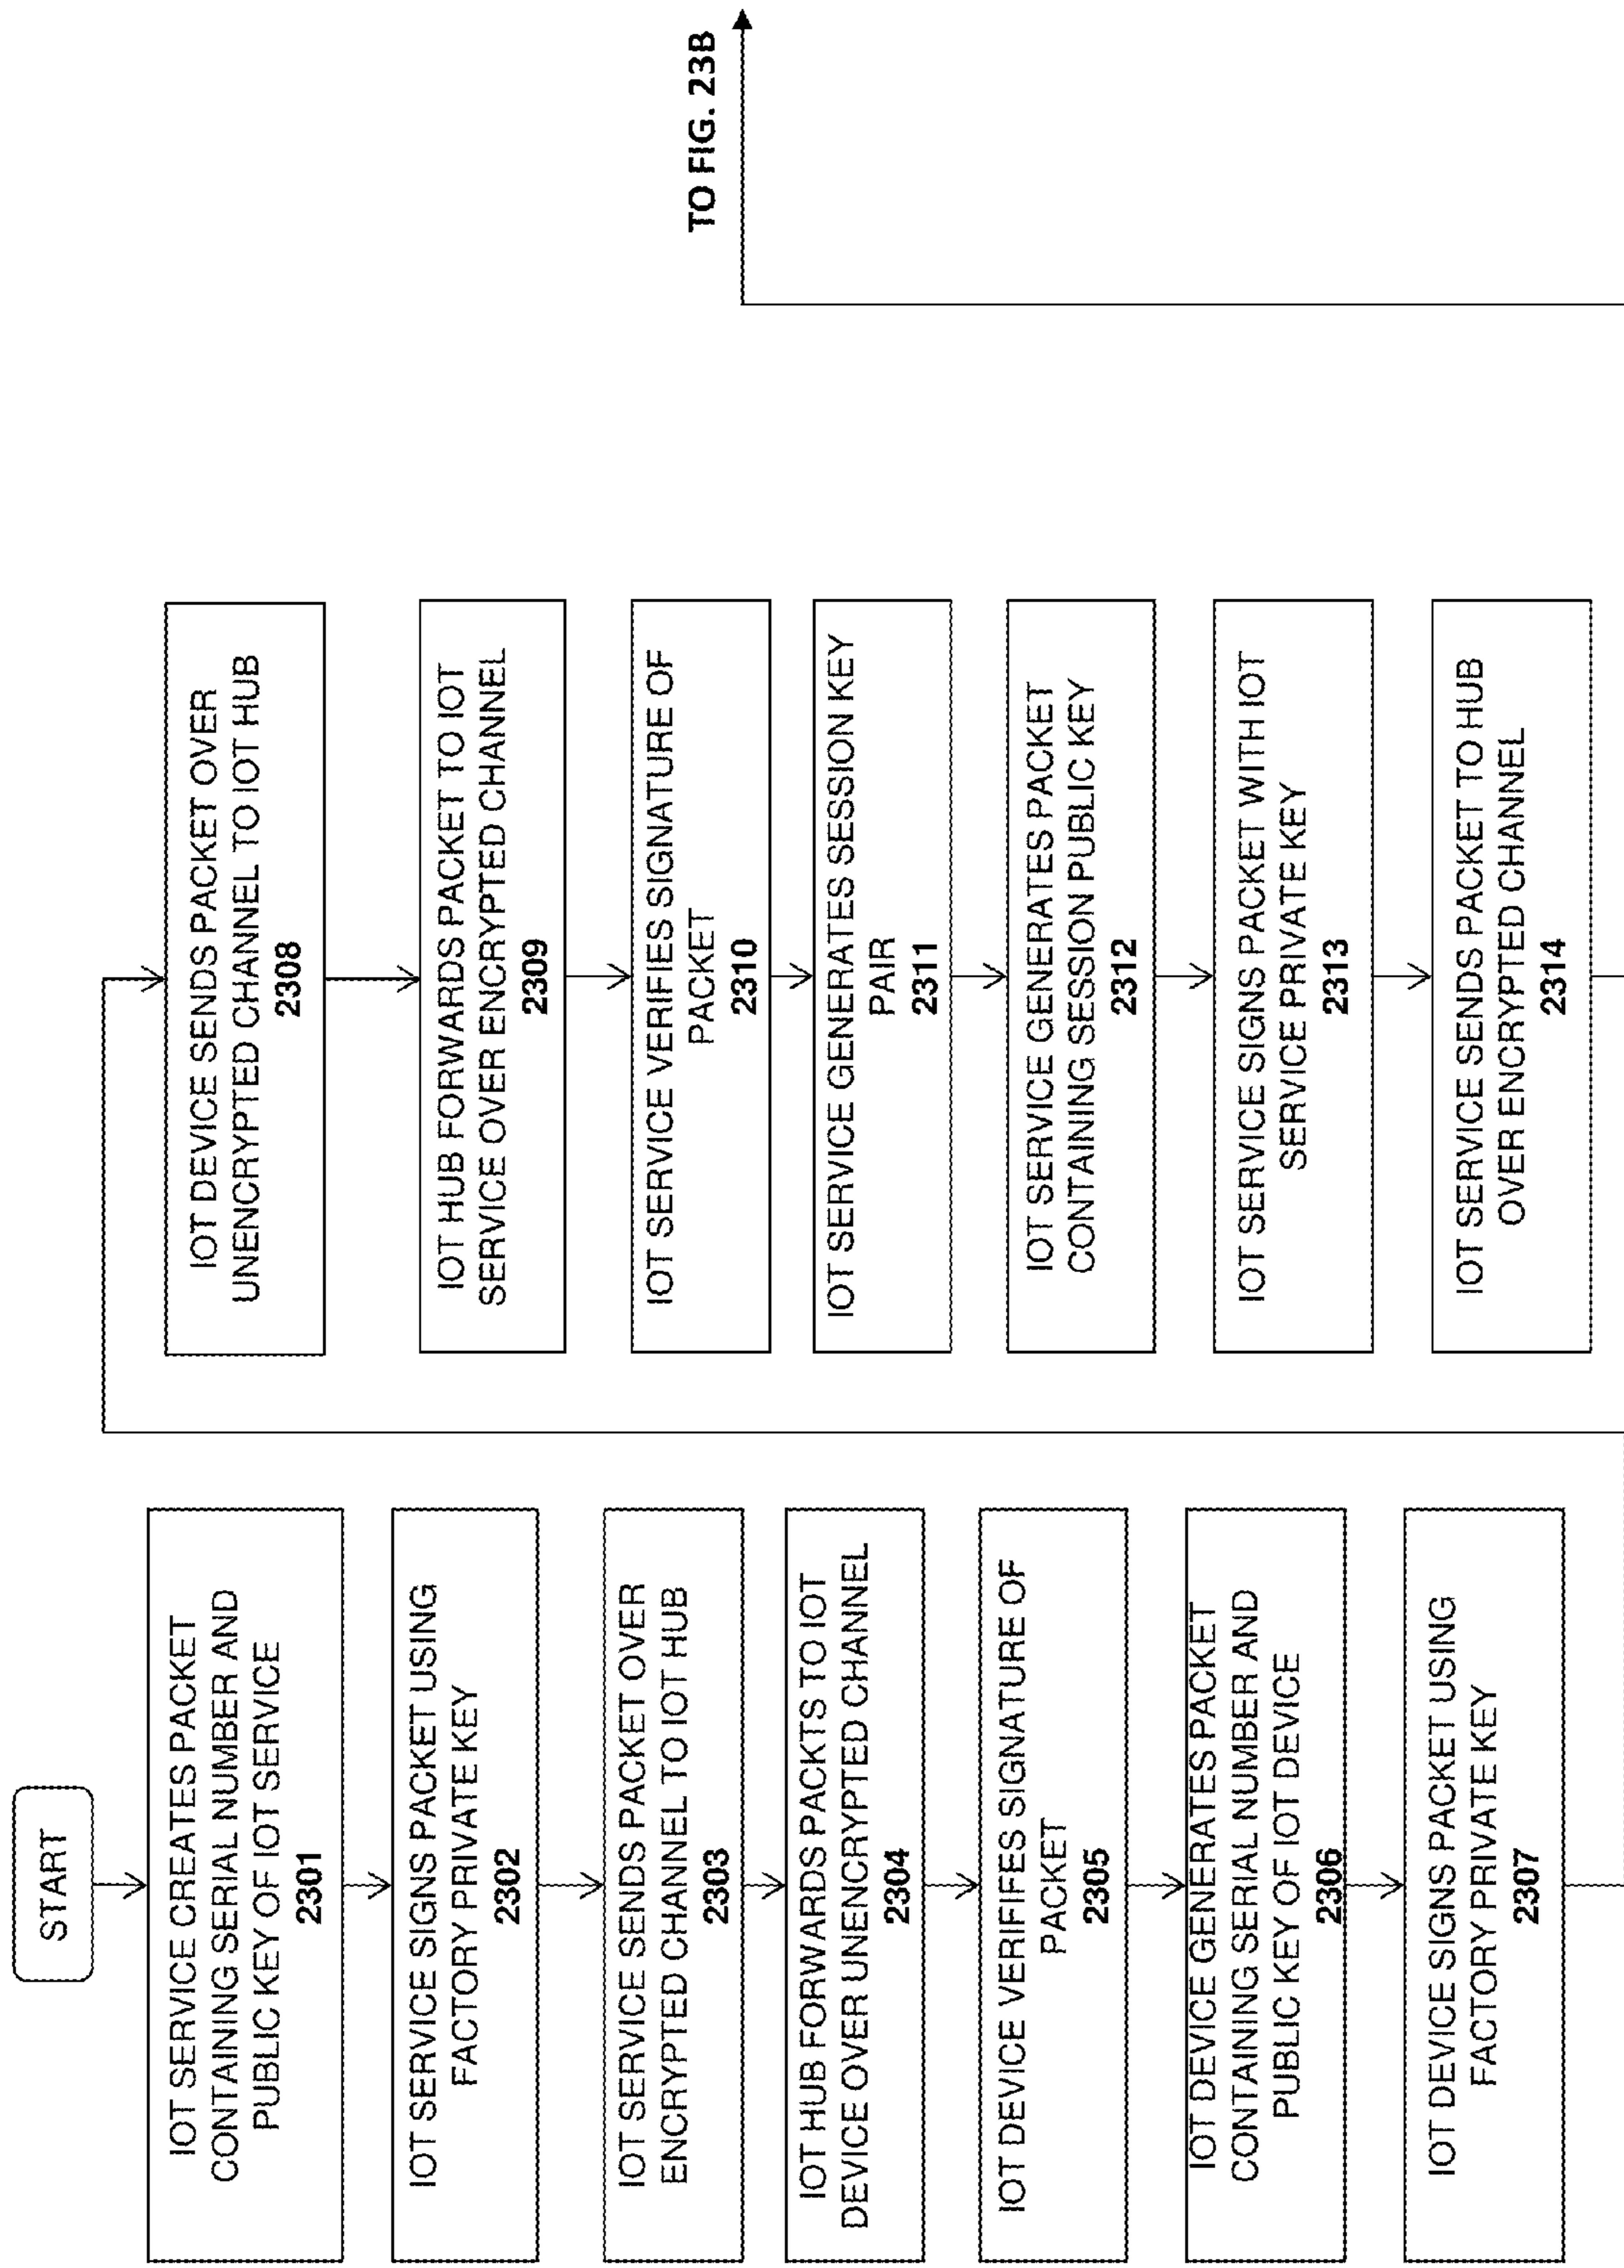 START
IOT SERVICE CREATES PACKET
CONTAINING SERIAL NUMBER AND
PUBLIC KEY OF IOT SERVICE
2301
IOT SERVICE SIGNS PACKET USING
FACTORY PRIVATE KEY
2302
IOT SERVICE SENDS PACKET OVER
ENCRYPTED CHANNEL TO IOT HUB
2303
IOT HUB FORWARDS PACKTS TO IOT
DEVICE OVER UNENCRYPTED CHANNEL
2304
IOT DEVICE VERIFIFES SIGNATURE OF
PACKET
2305
IOT DEVICE GENERATES PACKET
CONTAINING SERIAL NUMBER AND
PUBLIC KEY OF IOT DEVICE
2306
IOT DEVICE SIGNS PACKET USING
FACTORY PRIVATE KEY
2307
IOT DEVICE SENDS PACKET OVER
UNENCRYPTED CHANNEL TO IOT HUB
2308
IOT HUB FORWARDS PACKET TO IOT
SERVICE OVER ENCRYPTED CHANNEL
2309
IOT SERVICE VERIFIES SIGNATURE OF
PACKET
2310
IOT SERVICE GENERATES SESSION KEY
PAIR
2311
IOT SERVICE GENERATES PACKET
CONTAINING SESSION PUBLIC KEY
2312
IOT SERVICE SIGNS PACKET WITH IOT
SERVICE PRIVATE KEY
2313
IOT SERVICE SENDS PACKET TO HUB
OVER ENCRYPTED CHANNEL
2314
TO FIG. 23B